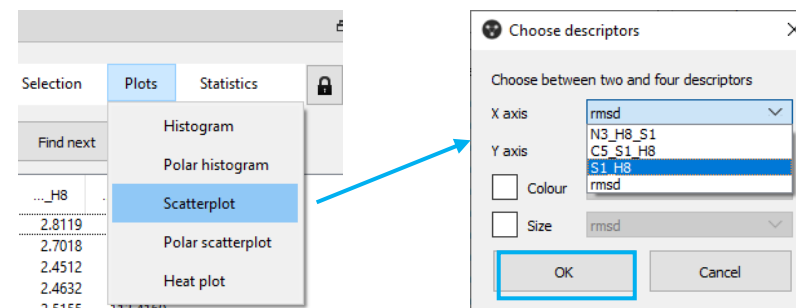 Selection Plots Statistics
Find next
Histogram
Polar histogram
Scatterplot
Polar scatterplot
Heat plot
..._H8
2.8119
2.7018
2.4512
2.4632
Choose descriptors
Choose between two and four descriptors
X axis rmsd
N3_H8_S1
C5_S1_H8
S1_H8
rmsd
Y axis
Colour
Size rmsd
OK Cancel